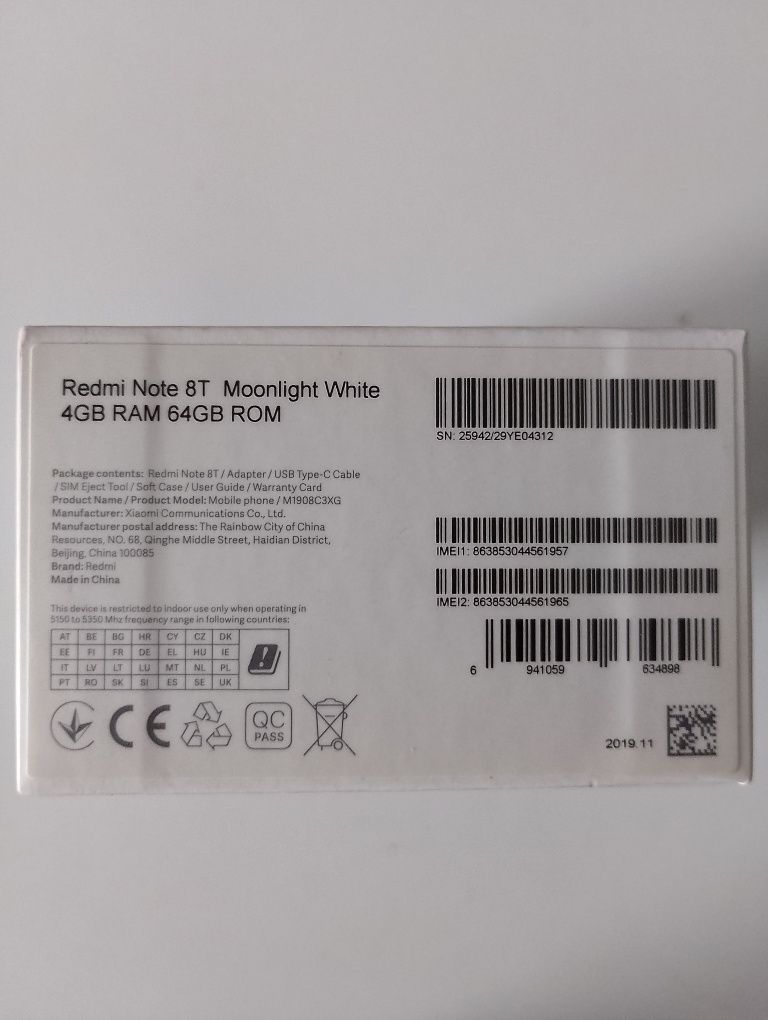 Redmi Note 8T Moonlight White
4GB RAM 64GB ROM
SN: 25942/29YE04312
Package contents: Redmi Note 8T / Adapter / USB Type-C Cable
/ SIM Eject Tool / Soft Case / User Guide / Warranty Card
Product Name / Product Model: Mobile phone / M1908C3XG
Manufacturer: Xiaomi Communications Co., Ltd.
Manufacturer postal address: The Rainbow City of China
Resources, NO. 68, Qinghe Middle Street, Haidian District,
Beijing, China 100085
Brand: Redmi
Made in China
IMEI1: 863853044561957
IMEI2: 863853044561965
6 941059 634898
This device is restricted to indoor use only when operating in
5150 to 5350 Mhz frequency range in following countries:
AT BE BG HR CY CZ DK
EE FI FR DE EL HU IE
IT LV LT LU MT NL PL
PT RO SK SI ES SE UK
CE
QC
PASS
2019.11